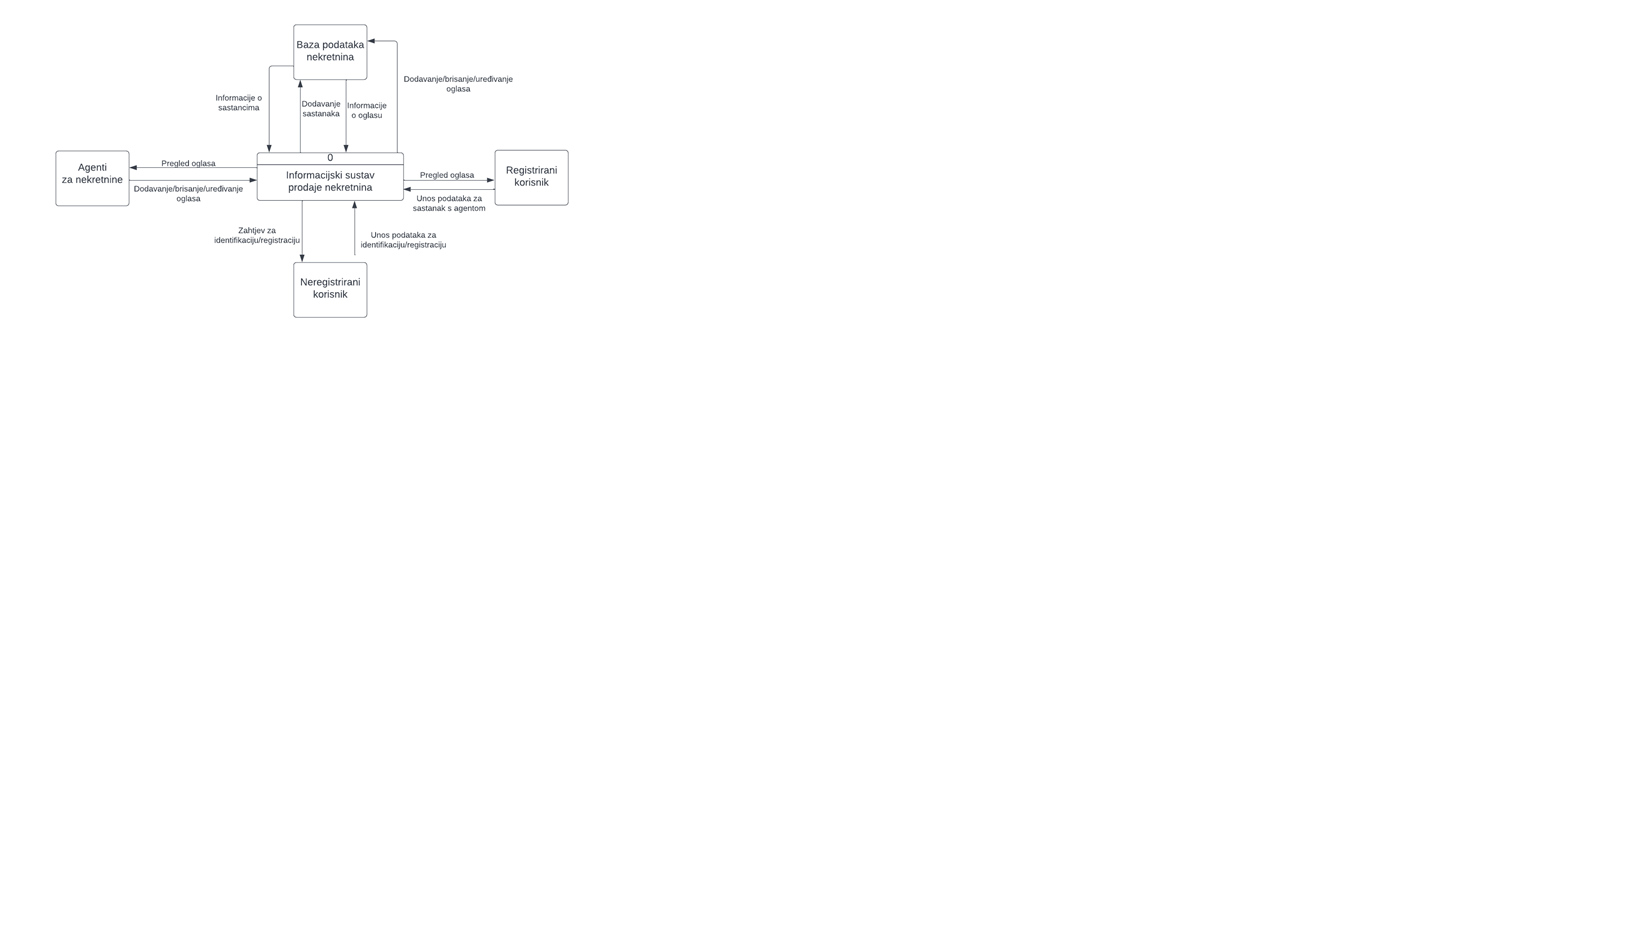 Baza podataka
nekretnina
Dodavanje/brisanje/uređivanje
oglasa
Informacije o
sastancima
Dodavanje
sastanaka
Informacije
o oglasu
0
Informacijski sustav
prodaje nekretnina
Agenti
za nekretnine
Pregled oglasa
Dodavanje/brisanje/uređivanje
oglasa
Pregled oglasa
Unos podataka za
sastanak s agentom
Registrirani
korisnik
Zahtjev za
identifikaciju/registraciju
Unos podataka za
identifikaciju/registraciju
Neregistrirani
korisnik